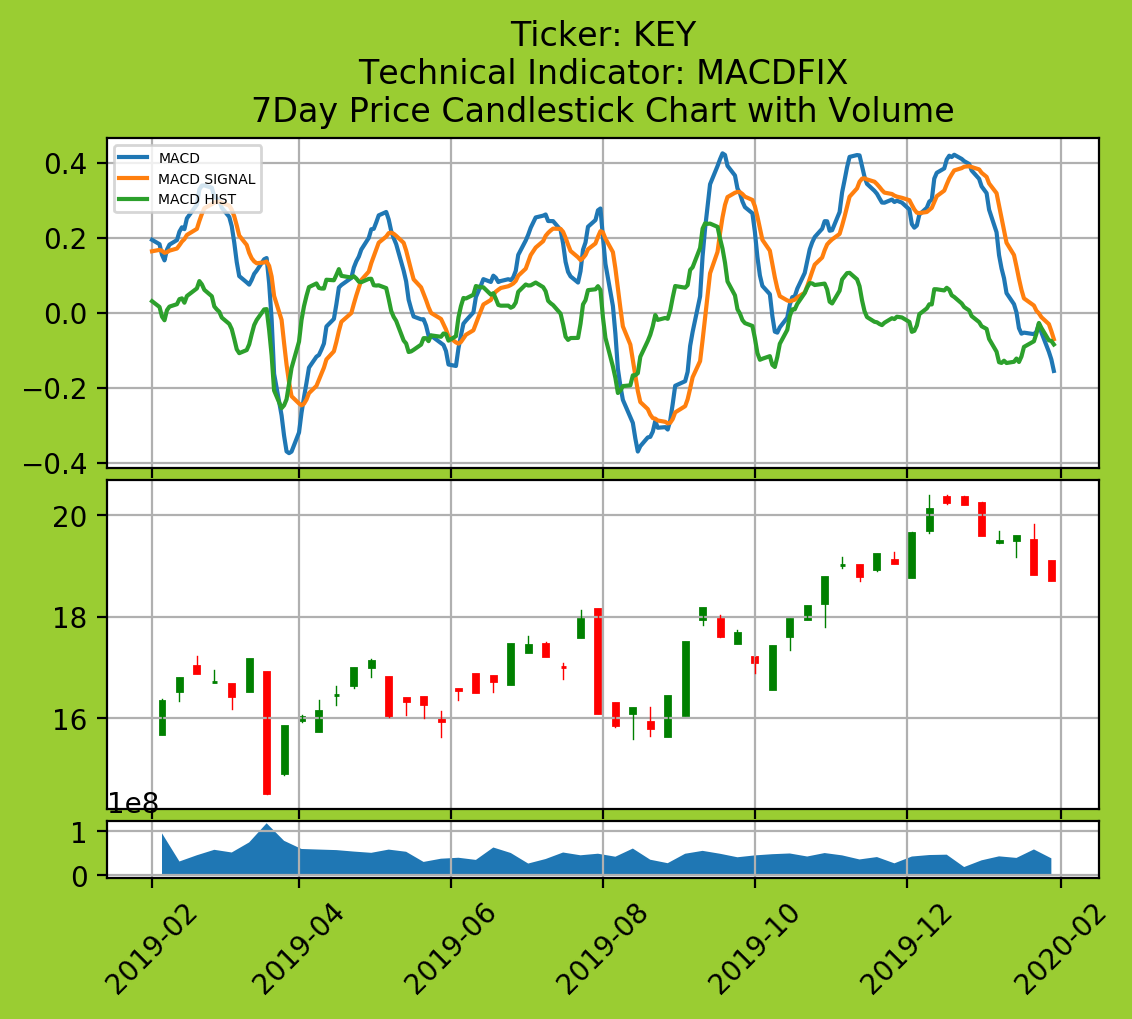 Ticker: KEY
Technical Indicator: MACDFIX
7Day Price Candlestick Chart with Volume
MACD
MACD SIGNAL
MACD HIST
0.4
0.2
0.0
−0.2
−0.4
20
18
16
1e8
1
0
2019-02
2019-04
2019-06
2019-08
2019-10
2019-12
2020-02